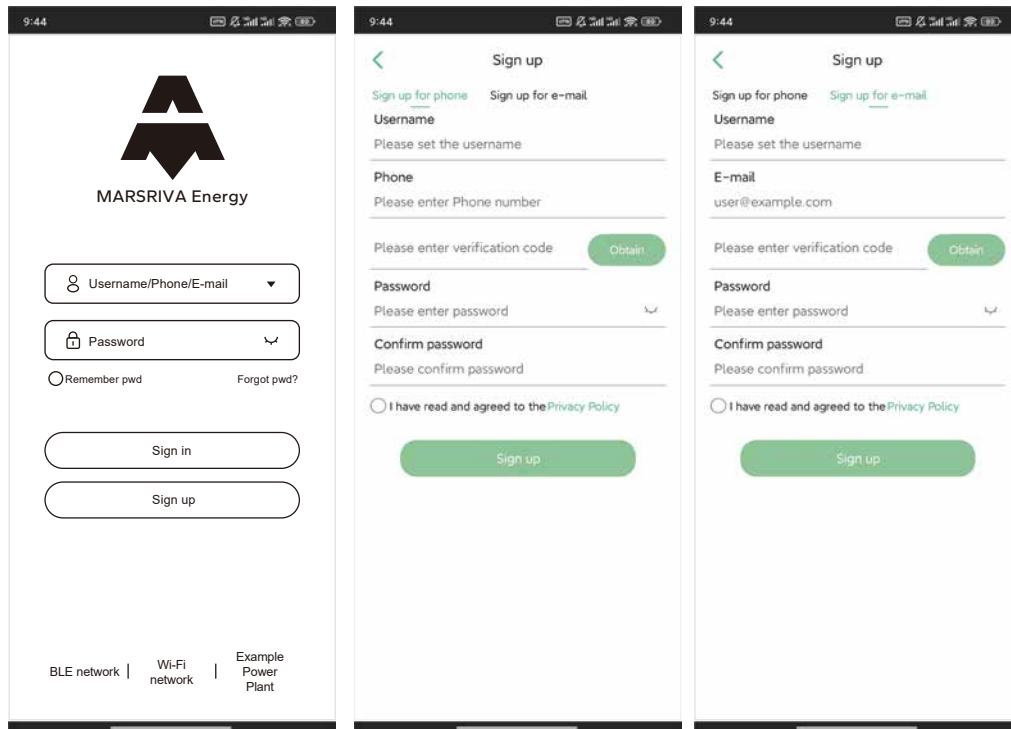 9:44
MARSRIVA Energy
Username/Phone/E-mail
Password
Remember pwd
Forgot pwd?
Sign in
Sign up
BLE network |
Wi-Fi
network
|
Example
Power
Plant
9:44
Sign up
Sign up for phone
Sign up for e-mail
Username
Please set the username
Phone
Please enter Phone number
Please enter verification code
Obtain
Password
Please enter password
Confirm password
Please confirm password
I have read and agreed to the Privacy Policy
Sign up
9:44
Sign up
Sign up for phone
Sign up for e-mail
Username
Please set the username
E-mail
user@example.com
Please enter verification code
Obtain
Password
Please enter password
Confirm password
Please confirm password
I have read and agreed to the Privacy Policy
Sign up